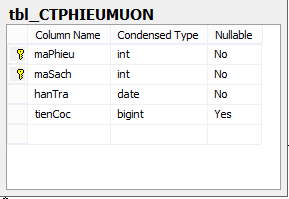 tbl_CTPHIEUMUON
Column Name Condensed Type Nullable
maPhieu int No
maSach int No
hanTra date No
tienCoc bigint Yes